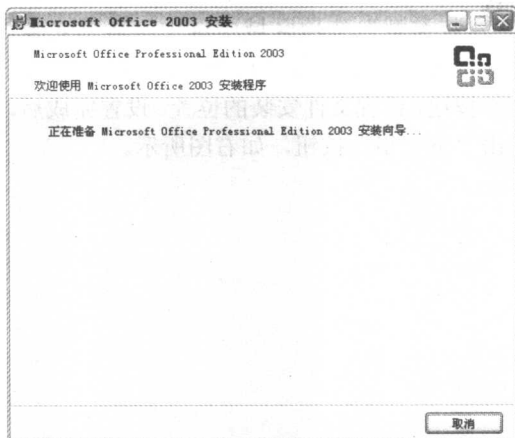 Microsoft Office 2003 安装
Microsoft Office Professional Edition 2003
欢迎使用 Microsoft Office 2003 安装程序
正在准备 Microsoft Office Professional Edition 2003 安装向导...
取消